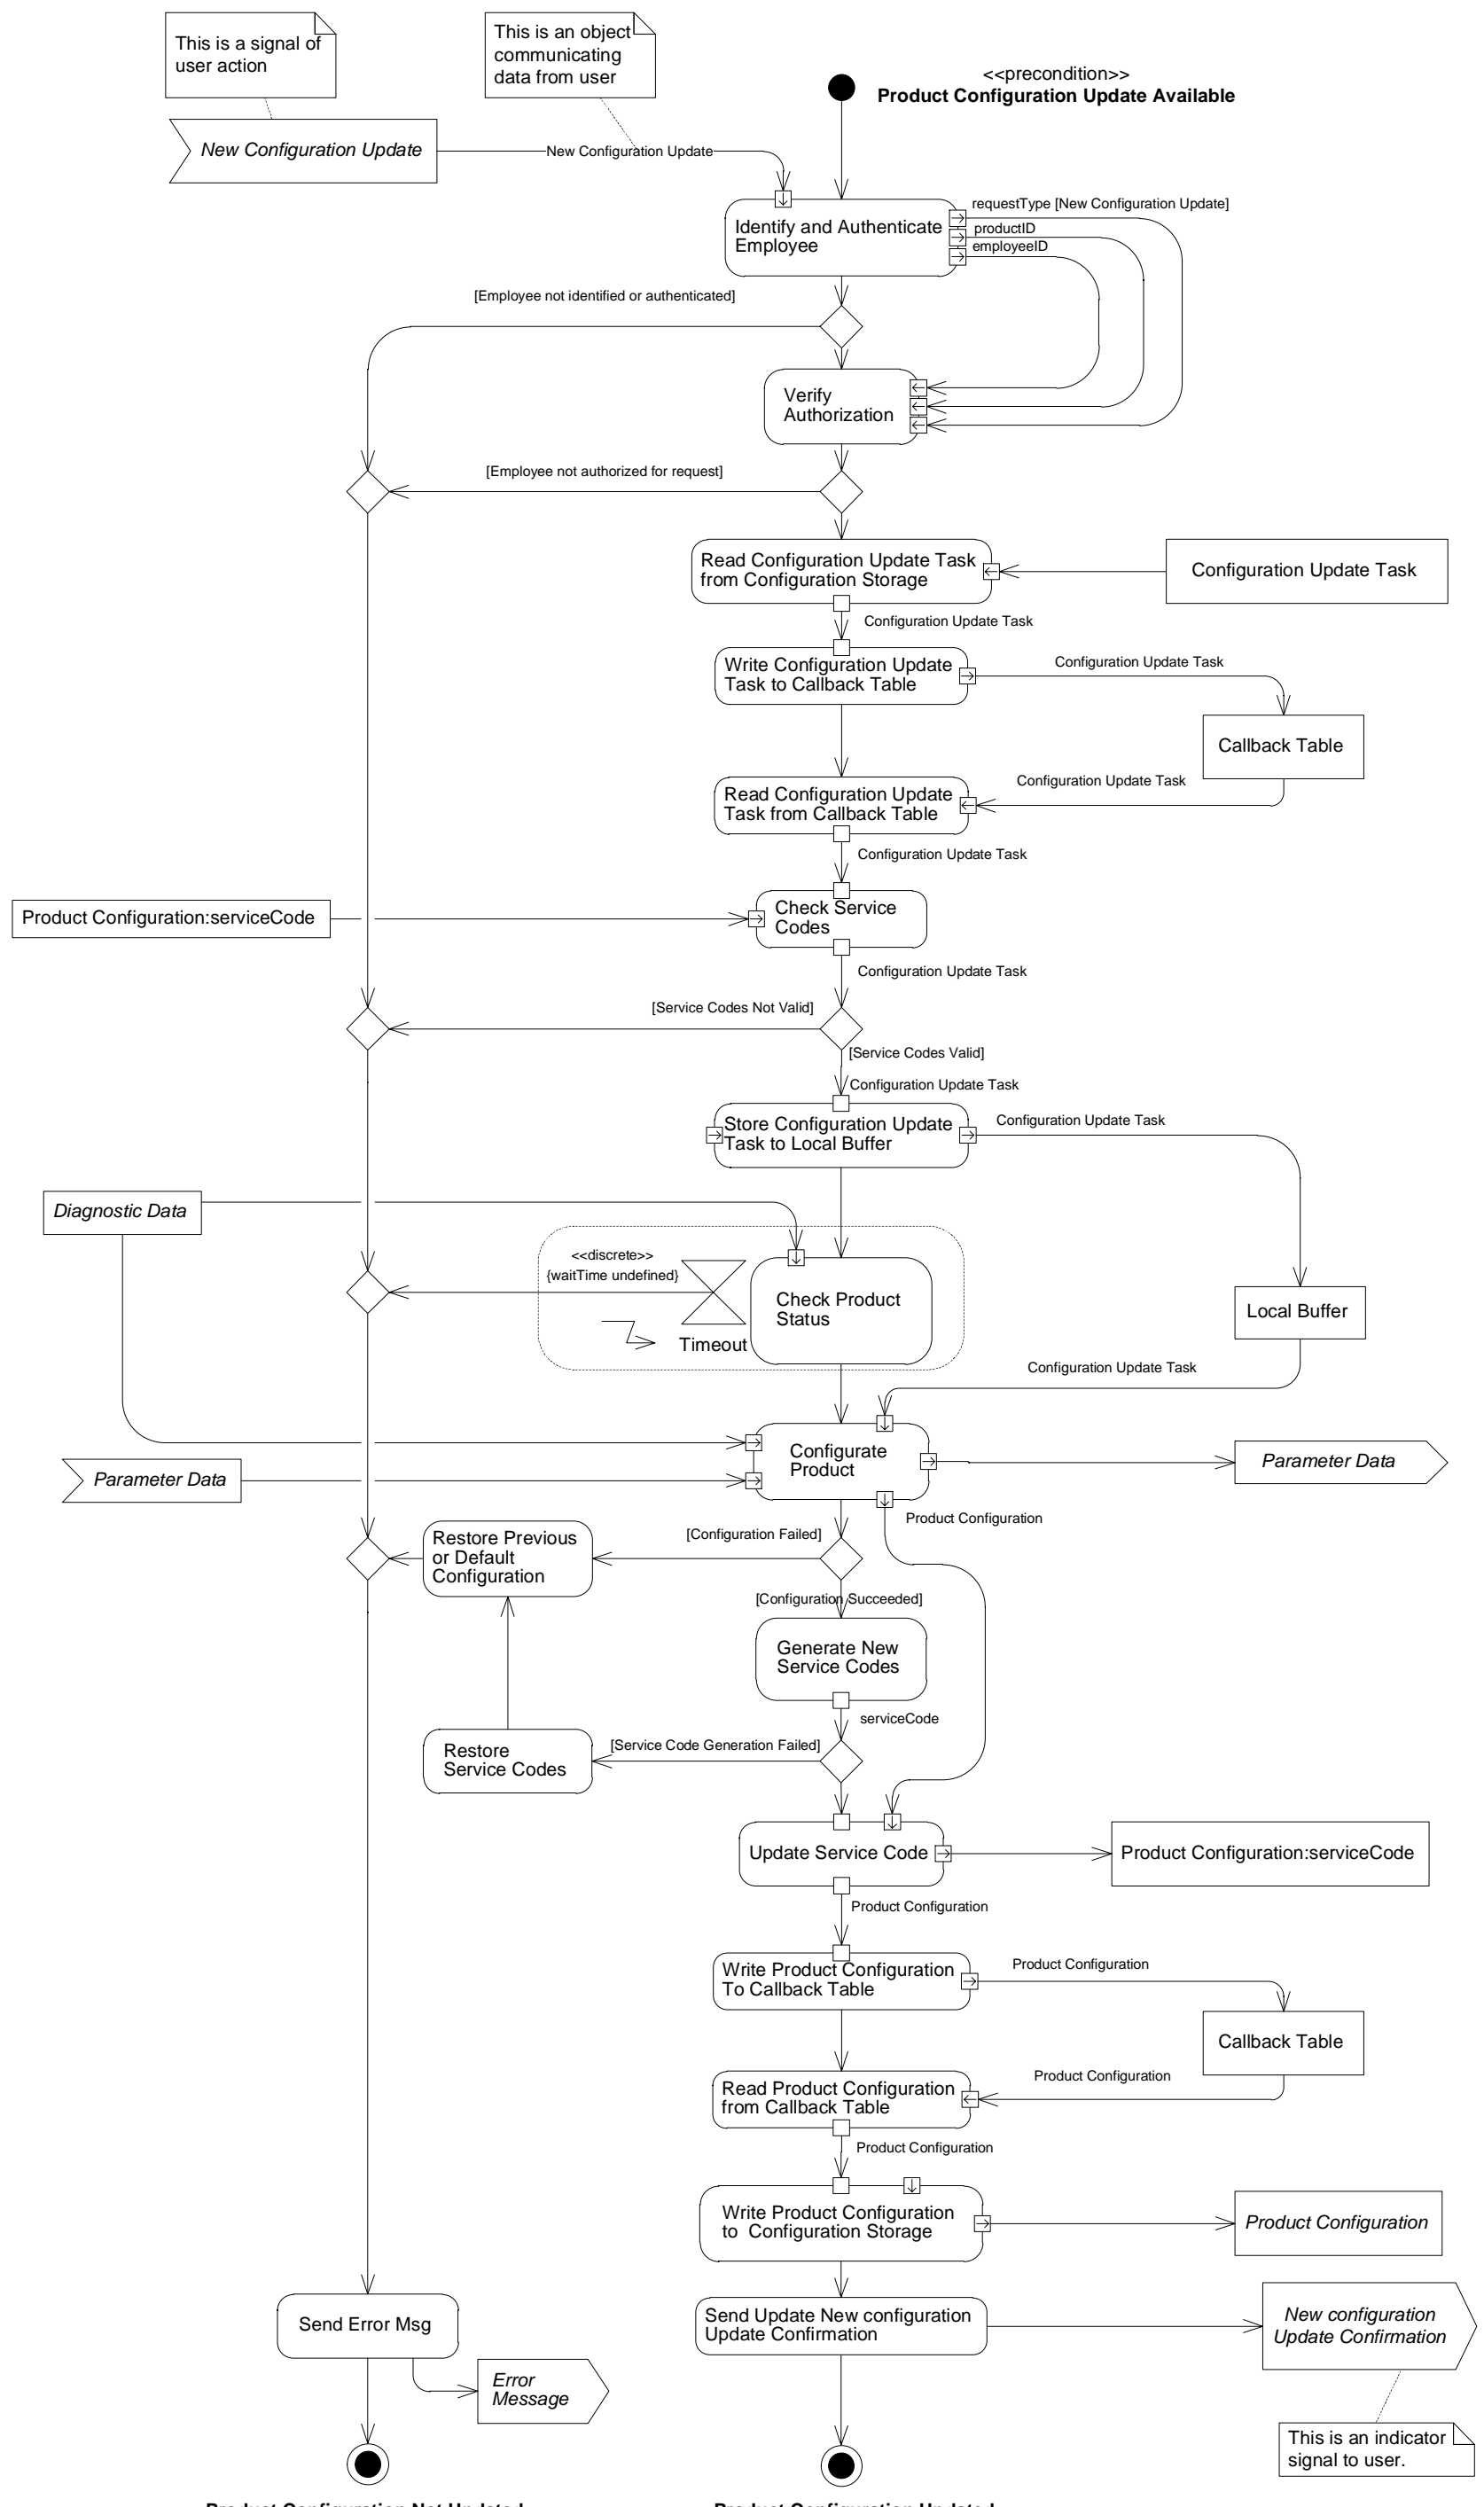 This is a signal of
user action
This is an object
communicating
data from user
<<precondition>>
Product Configuration Update Available
New Configuration Update
New Configuration Update
requestType [New Configuration Update]
productID
employeeID
Identify and Authenticate
Employee
[Employee not identified or authenticated]
Verify
Authorization
[Employee not authorized for request]
Read Configuration Update Task
from Configuration Storage
Configuration Update Task
Configuration Update Task
Write Configuration Update
Task to Callback Table
Configuration Update Task
Callback Table
Configuration Update Task
Read Configuration Update
Task from Callback Table
Configuration Update Task
Product Configuration:serviceCode
Check Service
Codes
Configuration Update Task
[Service Codes Not Valid]
[Service Codes Valid]
Configuration Update Task
Store Configuration Update
Task to Local Buffer
Configuration Update Task
Diagnostic Data
<<discrete>>
{waitTime undefined}
Timeout
Check Product
Status
Local Buffer
Configuration Update Task
Configurate
Product
Parameter Data
Parameter Data
Product Configuration
[Configuration Failed]
Restore Previous
or Default
Configuration
[Configuration Succeeded]
Generate New
Service Codes
serviceCode
[Service Code Generation Failed]
Restore
Service Codes
Update Service Code
Product Configuration:serviceCode
Product Configuration
Write Product Configuration
To Callback Table
Product Configuration
Callback Table
Product Configuration
Read Product Configuration
from Callback Table
Product Configuration
Write Product Configuration
to Configuration Storage
Product Configuration
Send Error Msg
Send Update New configuration
Update Confirmation
New configuration
Update Confirmation
Error
Message
This is an indicator
signal to user.
Product Configuration Not Updated
Product Configuration Updated